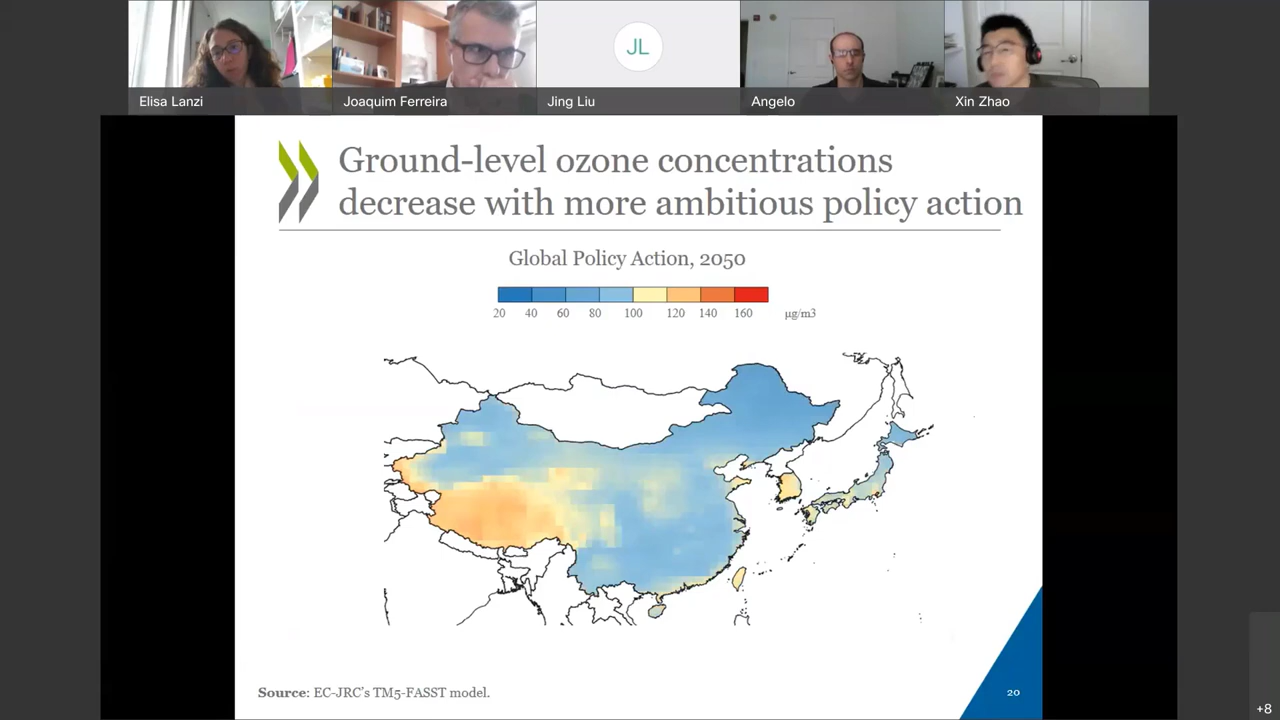 Elisa Lanzi
Joaquim Ferreira
JL
Jing Liu
Angelo
Xin Zhao
Ground-level ozone concentrations
decrease with more ambitious policy action
Global Policy Action, 2050
20 40 60 80 100 120 140 160 µg/m3
Source: EC-JRC's TM5-FASST model.
20
+8